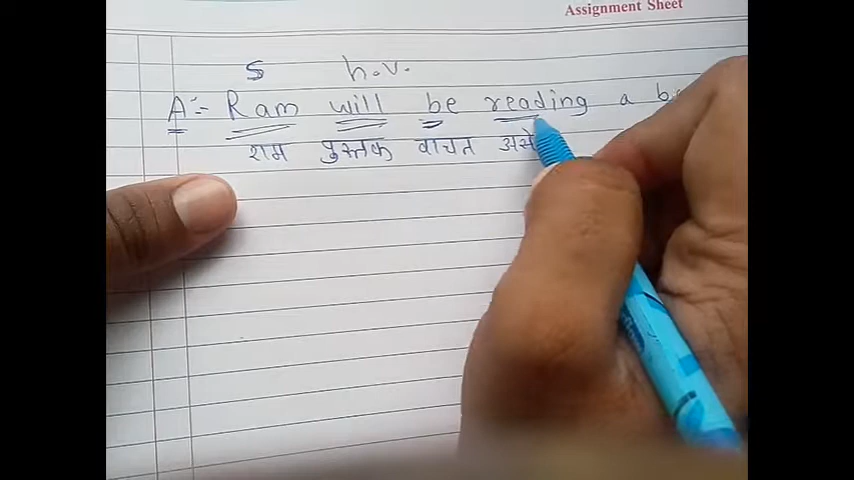 Assignment Sheet
S h.v.
A:- Ram will be reading a
राम पुस्तक वाचत